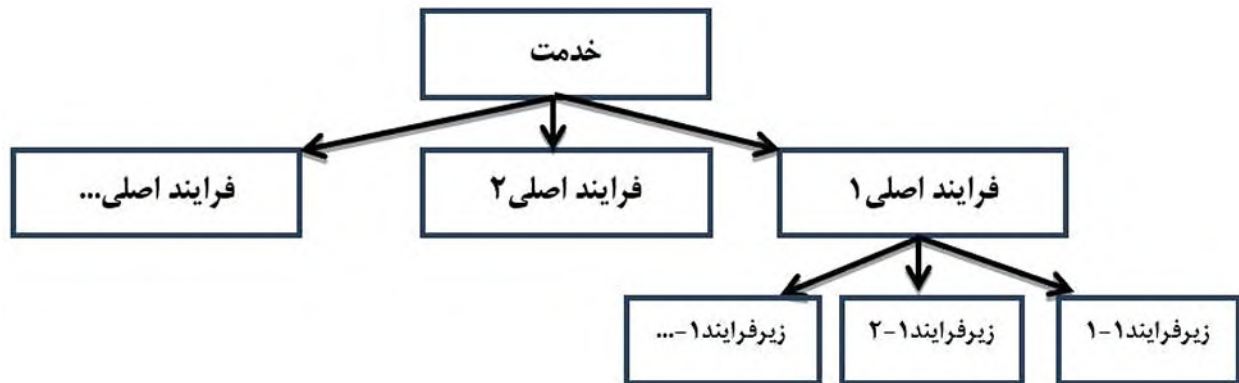 خدمت
فرایند اصلی۱
فرایند اصلی۲
فرایند اصلی...
زیرفرایند۱-۱
زیرفرایند۱-۲
زیرفرایند۱-...